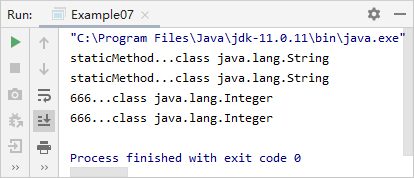 Run: Example07
"C:\Program Files\Java\jdk-11.0.11\bin\java.exe"
staticMethod...class java.lang.String
staticMethod...class java.lang.String
666...class java.lang.Integer
666...class java.lang.Integer
Process finished with exit code 0